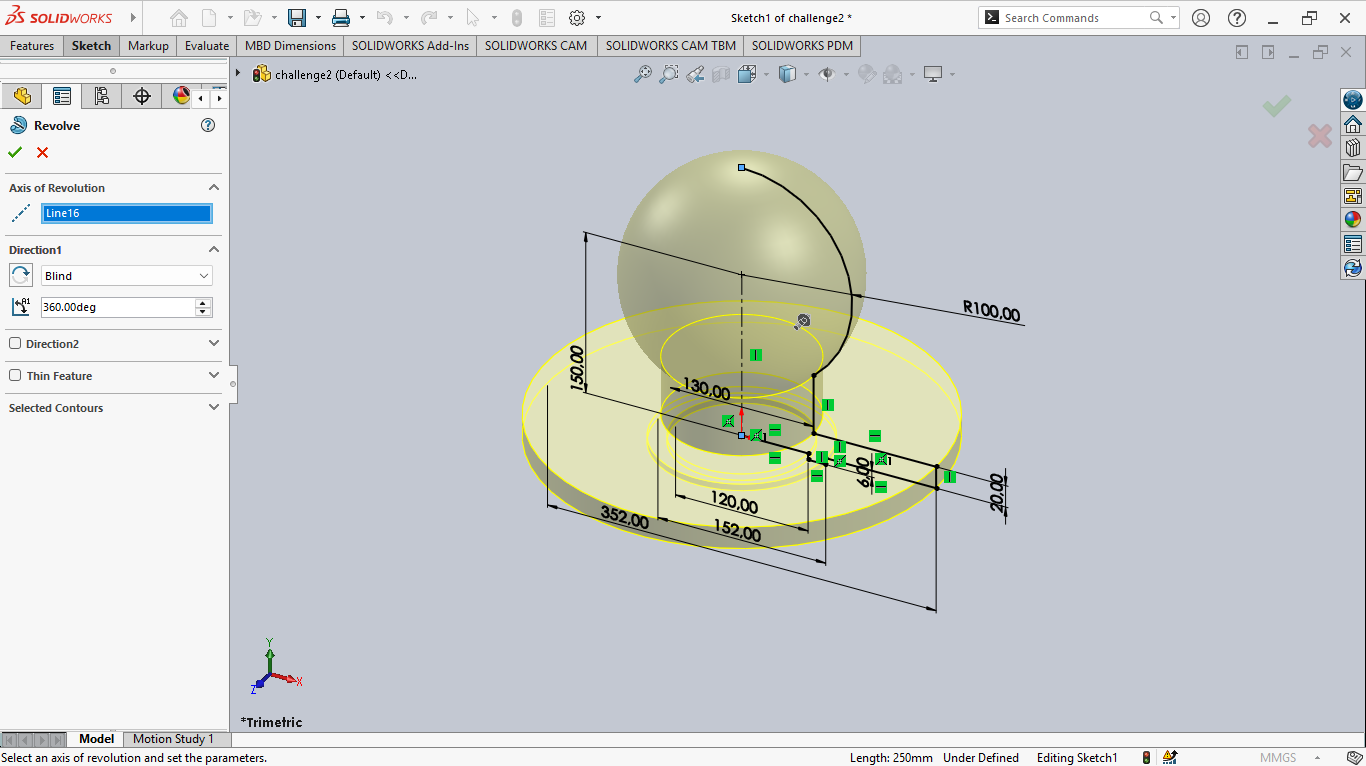 SOLIDWORKS
Sketch1 of challenge2 *
Search Commands
Features Sketch Markup Evaluate MBD Dimensions SOLIDWORKS Add-Ins SOLIDWORKS CAM SOLIDWORKS CAM TBM SOLIDWORKS PDM
challenge2 (Default) <<D...
Revolve
Axis of Revolution
Line16
Direction1
Blind
A1
360.00deg
Direction2
Thin Feature
Selected Contours
R100,00
150,00
130,00
1
1
6,00
20,00
120,00
352,00
152,00
Y
X
Z
*Trimetric
Model Motion Study 1
Select an axis of revolution and set the parameters.
Length: 250mm Under Defined Editing Sketch1 MMGS